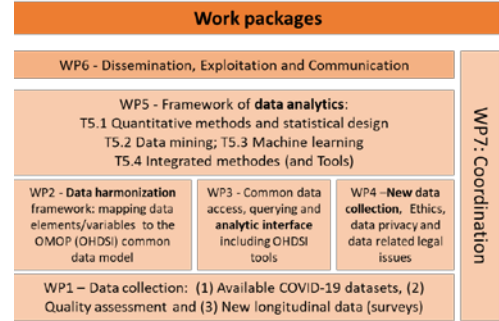 Work packages
WP6 - Dissemination, Exploitation and Communication
WP5 - Framework of data analytics:
T5.1 Quantitative methods and statistical design
T5.2 Data mining; T5.3 Machine learning
T5.4 Integrated methodes (and Tools)
WP2 - Data harmonization
framework: mapping data
elements/variables to the
OMOP (OHDSI) common
data model
WP3 - Common data
access, querying and
analytic interface
including OHDSI
tools
WP4 –New data
collection, Ethics,
data privacy and
data related legal
issues
WP1 – Data collection: (1) Available COVID-19 datasets, (2)
Quality assessment and (3) New longitudinal data (surveys)
WP7: Coordination